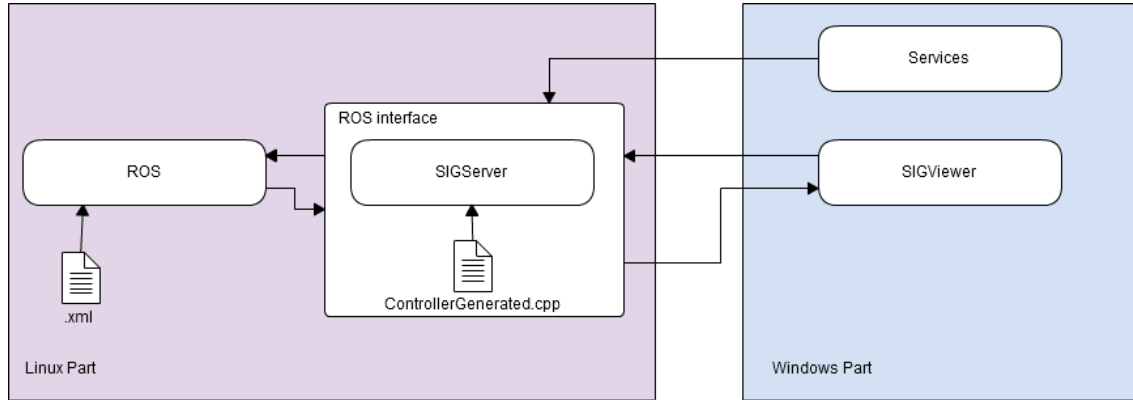 Services
ROS interface
ROS
SIGServer
SIGViewer
ControllerGenerated.cpp
.xml
Linux Part
Windows Part